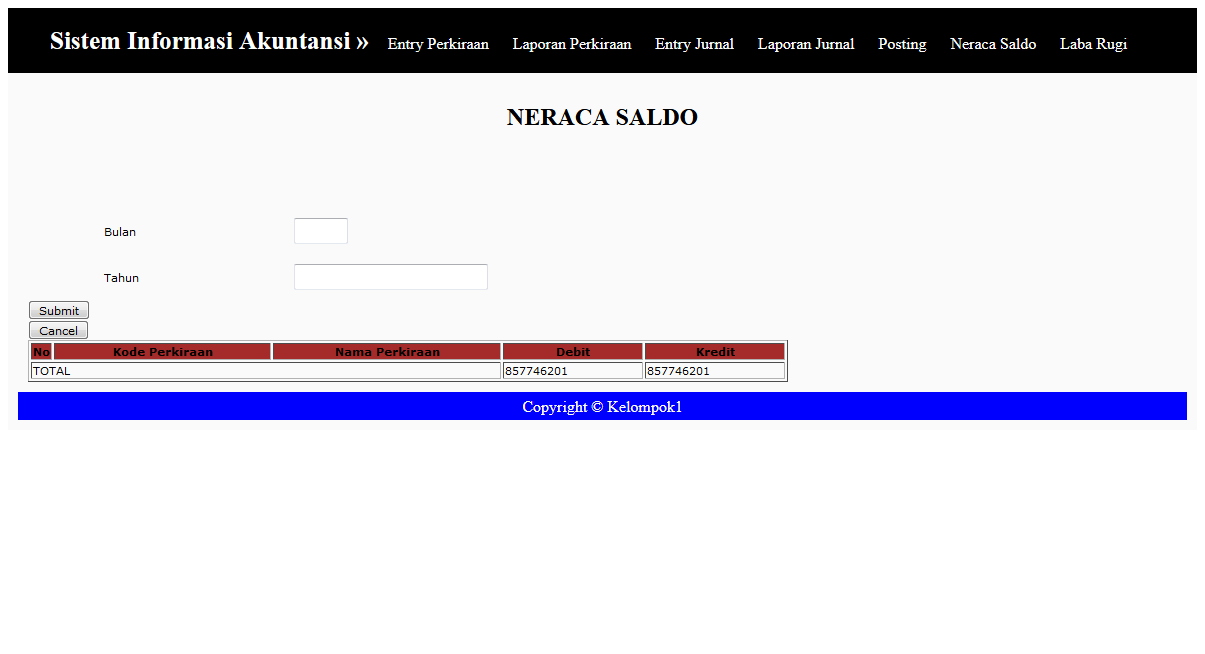 Sistem Informasi Akuntansi » Entry Perkiraan Laporan Perkiraan Entry Jurnal Laporan Jurnal Posting Neraca Saldo Laba Rugi
NERACA SALDO
Bulan
Tahun
Submit
Cancel
No Kode Perkiraan Nama Perkiraan Debit Kredit
TOTAL 857746201 857746201
Copyright © Kelompok1